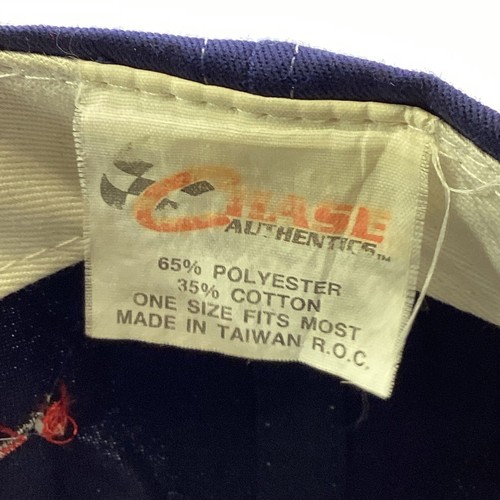 CHASE
AUTHENTICS™
65% POLYESTER
35% COTTON
ONE SIZE FITS MOST
MADE IN TAIWAN R.O.C.